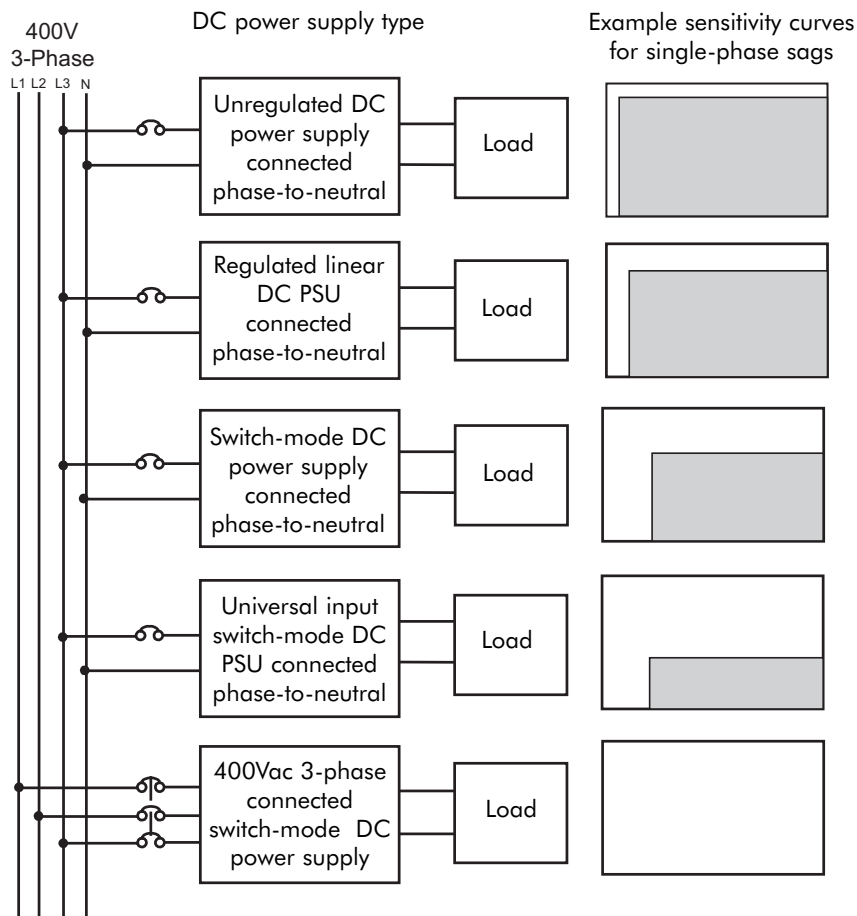 400V
3-Phase
L1 L2 L3 N
DC power supply type
Example sensitivity curves
for single-phase sags
Unregulated DC
power supply
connected
phase-to-neutral
Load
Regulated linear
DC PSU
connected
phase-to-neutral
Load
Switch-mode DC
power supply
connected
phase-to-neutral
Load
Universal input
switch-mode DC
PSU connected
phase-to-neutral
Load
400Vac 3-phase
connected
switch-mode DC
power supply
Load